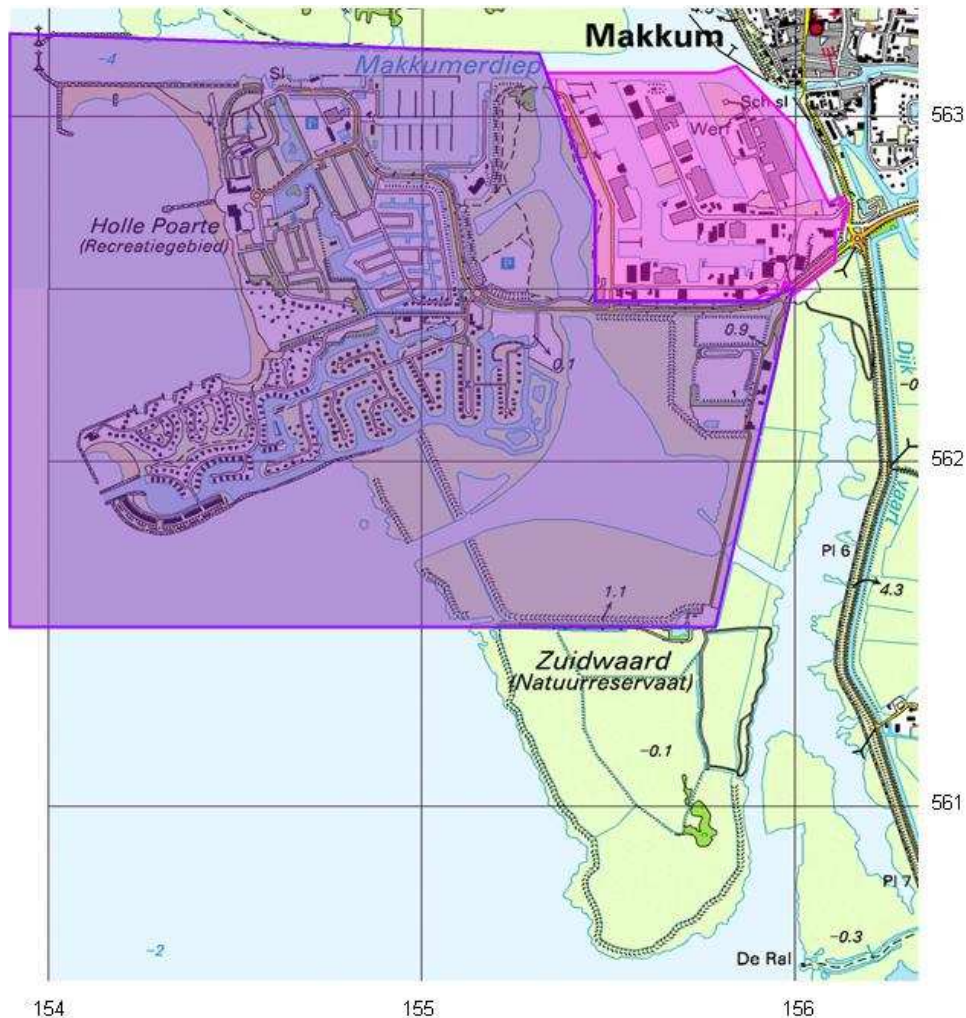 Makkum
-4
Makkumerdiep
Sl
Sch.sl
563
Werf
Holle Poarte
(Recreatiegebied)
0.9
0.1
Dijk
vaart
562
Pl 6
4.3
1.1
Zuidwaard
(Natuurreservaat)
-0.1
561
Pl 7
-0.3
De Ral
-2
154
155
156